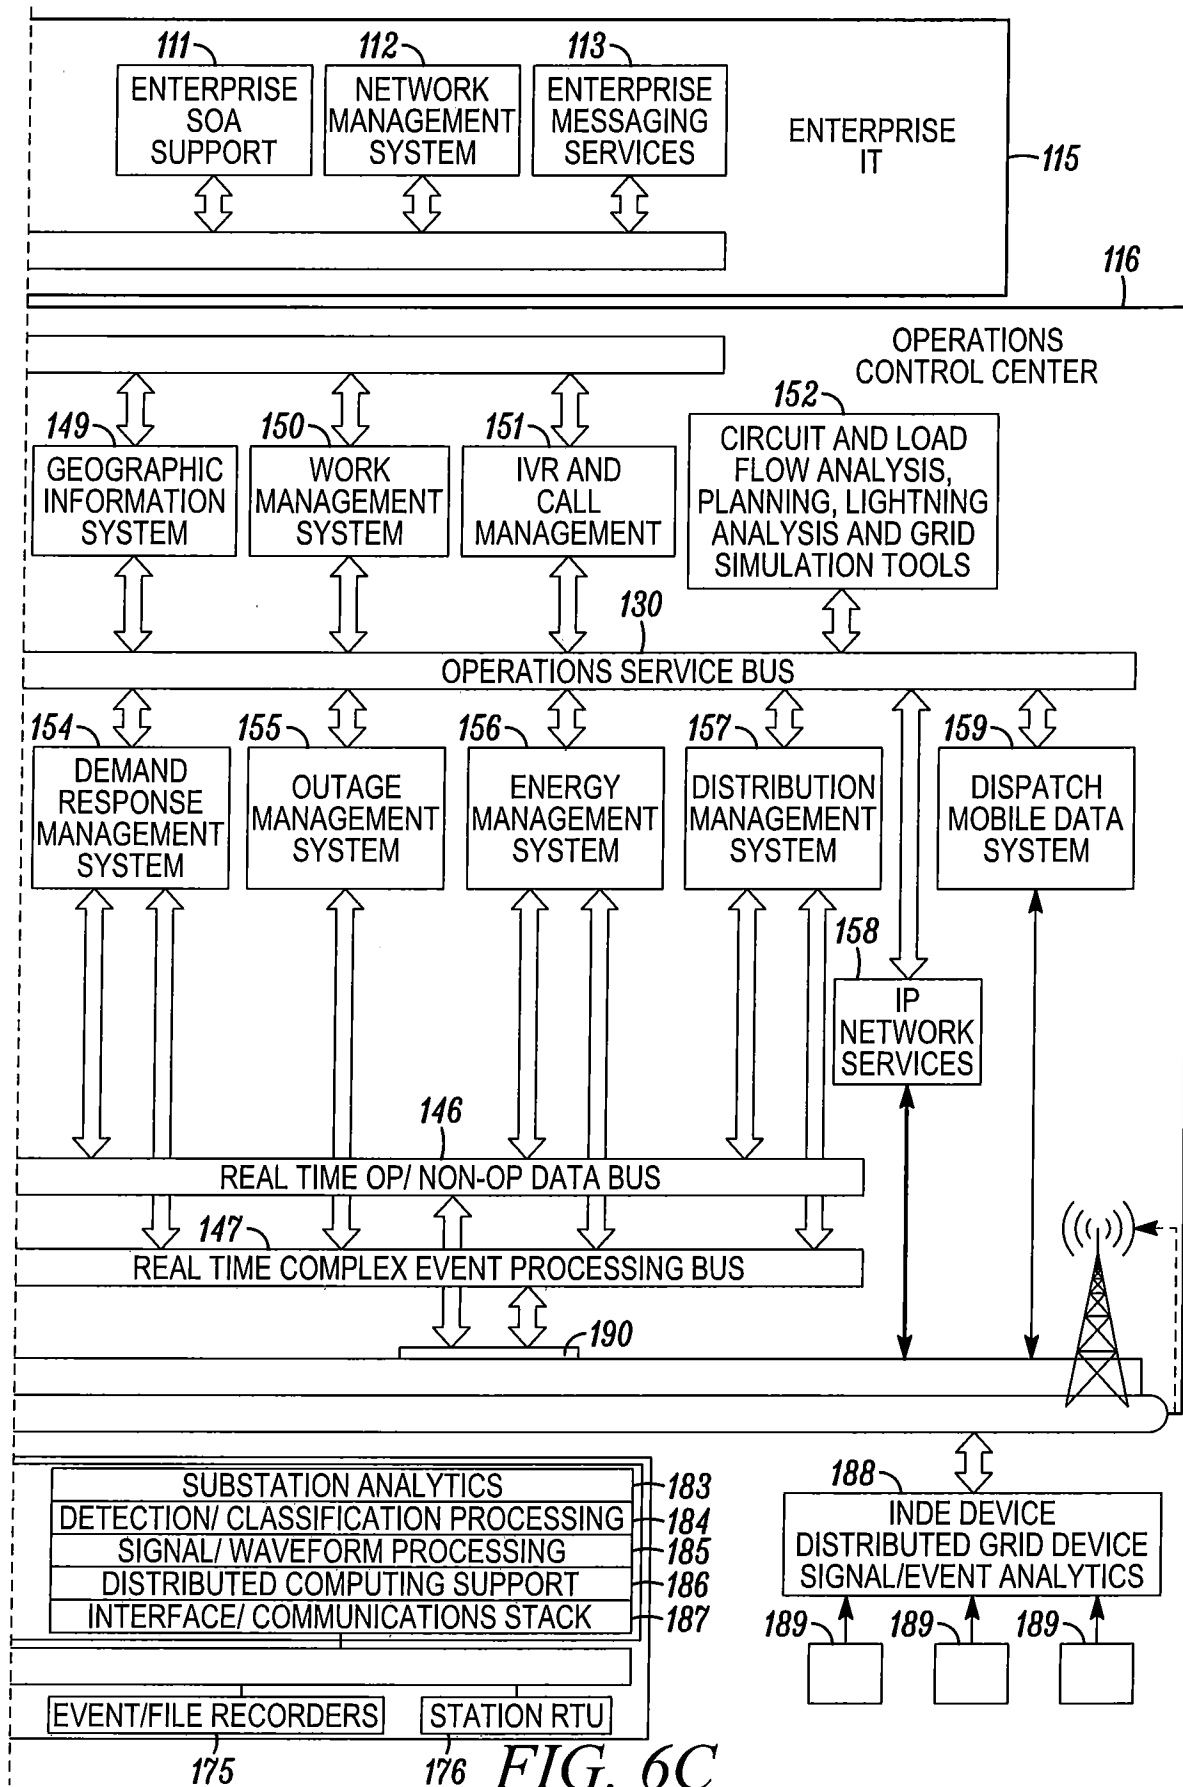 111
112
113
ENTERPRISE
SOA
SUPPORT
NETWORK
MANAGEMENT
SYSTEM
ENTERPRISE
MESSAGING
SERVICES
ENTERPRISE
IT
115
116
OPERATIONS
CONTROL CENTER
149
150
151
152
GEOGRAPHIC
INFORMATION
SYSTEM
WORK
MANAGEMENT
SYSTEM
IVR AND
CALL
MANAGEMENT
CIRCUIT AND LOAD
FLOW ANALYSIS,
PLANNING, LIGHTNING
ANALYSIS AND GRID
SIMULATION TOOLS
130
OPERATIONS SERVICE BUS
154
155
156
157
159
DEMAND
RESPONSE
MANAGEMENT
SYSTEM
OUTAGE
MANAGEMENT
SYSTEM
ENERGY
MANAGEMENT
SYSTEM
DISTRIBUTION
MANAGEMENT
SYSTEM
DISPATCH
MOBILE DATA
SYSTEM
158
IP
NETWORK
SERVICES
146
REAL TIME OP/ NON-OP DATA BUS
147
REAL TIME COMPLEX EVENT PROCESSING BUS
190
SUBSTATION ANALYTICS
183
DETECTION/ CLASSIFICATION PROCESSING
184
SIGNAL/ WAVEFORM PROCESSING
185
DISTRIBUTED COMPUTING SUPPORT
186
INTERFACE/ COMMUNICATIONS STACK
187
188
INDE DEVICE
DISTRIBUTED GRID DEVICE
SIGNAL/EVENT ANALYTICS
189
189
189
EVENT/FILE RECORDERS
STATION RTU
175
176
FIG. 6C